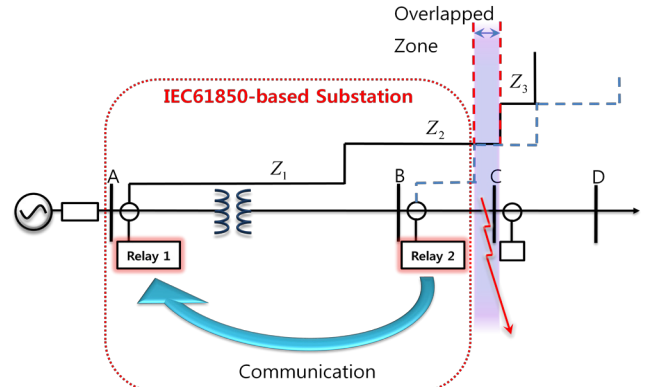 Overlapped
Zone
IEC61850-based Substation
Z3
Z2
Z1
A
B
C
D
Relay 1
Relay 2
Communication